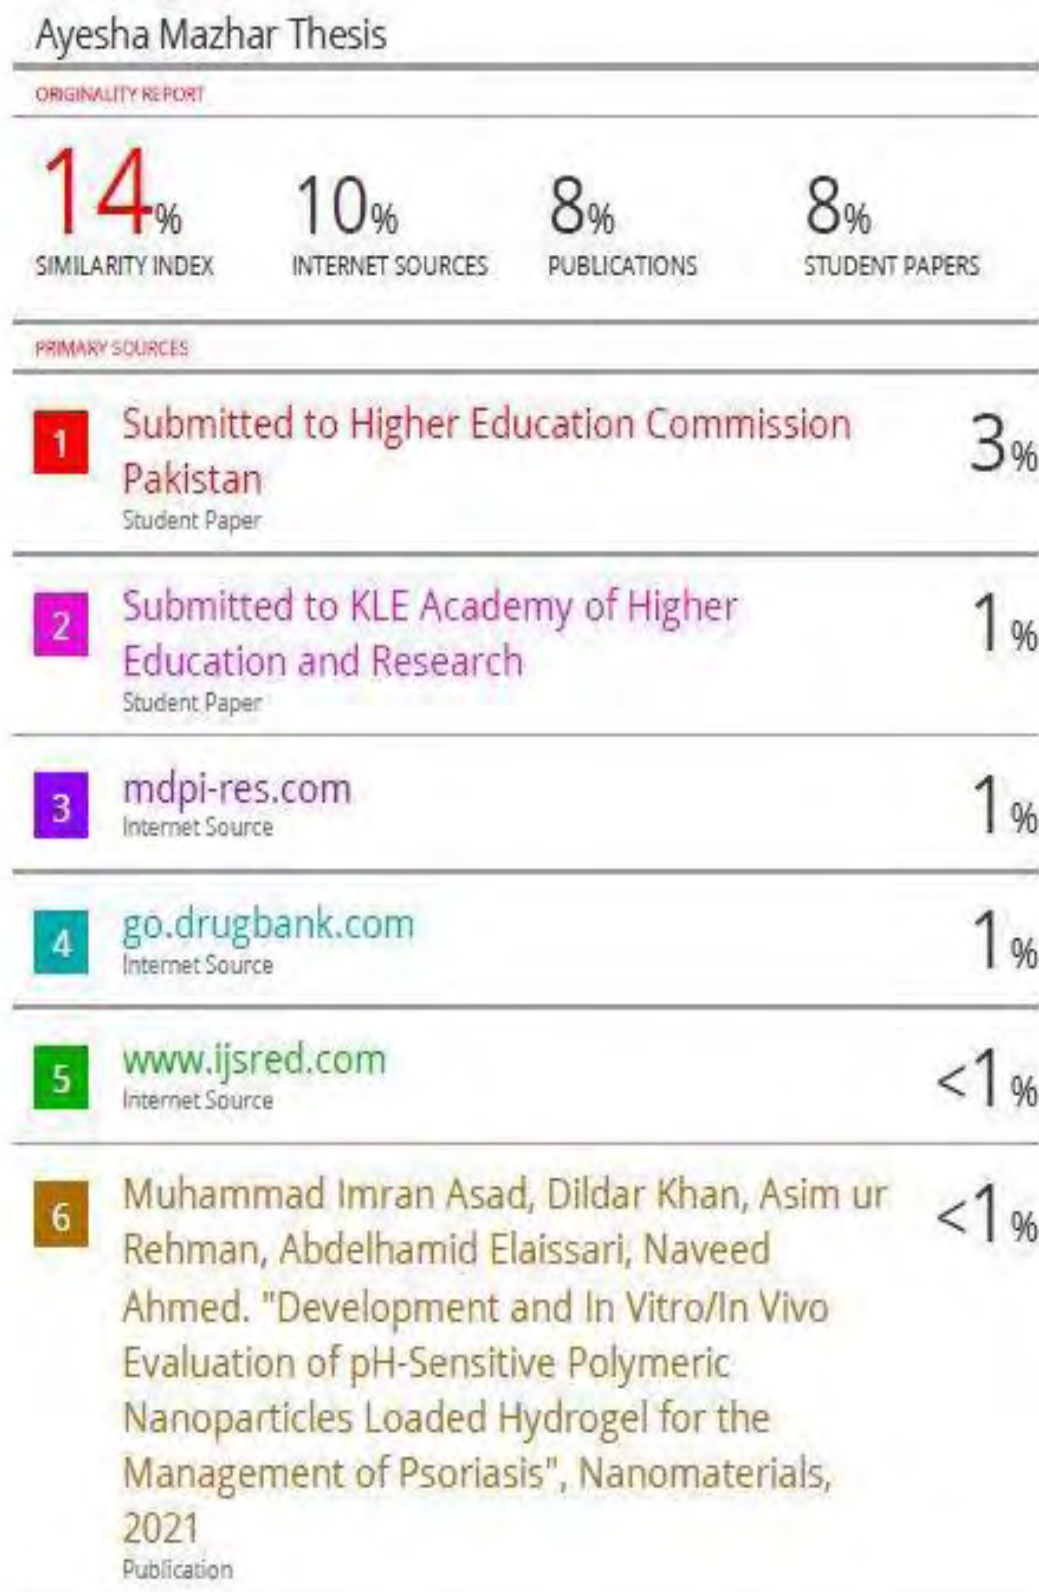 Ayesha Mazhar Thesis
ORIGINALITY REPORT
14% 10% 8% 8%
SIMILARITY INDEX INTERNET SOURCES PUBLICATIONS STUDENT PAPERS
PRIMARY SOURCES
1 Submitted to Higher Education Commission 3%
Pakistan
Student Paper
2 Submitted to KLE Academy of Higher 1%
Education and Research
Student Paper
3 mdpi-res.com 1%
Internet Source
4 go.drugbank.com 1%
Internet Source
5 www.ijsred.com <1%
Internet Source
6 Muhammad Imran Asad, Dildar Khan, Asim ur <1%
Rehman, Abdelhamid Elaissari, Naveed
Ahmed. "Development and In Vitro/In Vivo
Evaluation of pH-Sensitive Polymeric
Nanoparticles Loaded Hydrogel for the
Management of Psoriasis", Nanomaterials,
2021
Publication